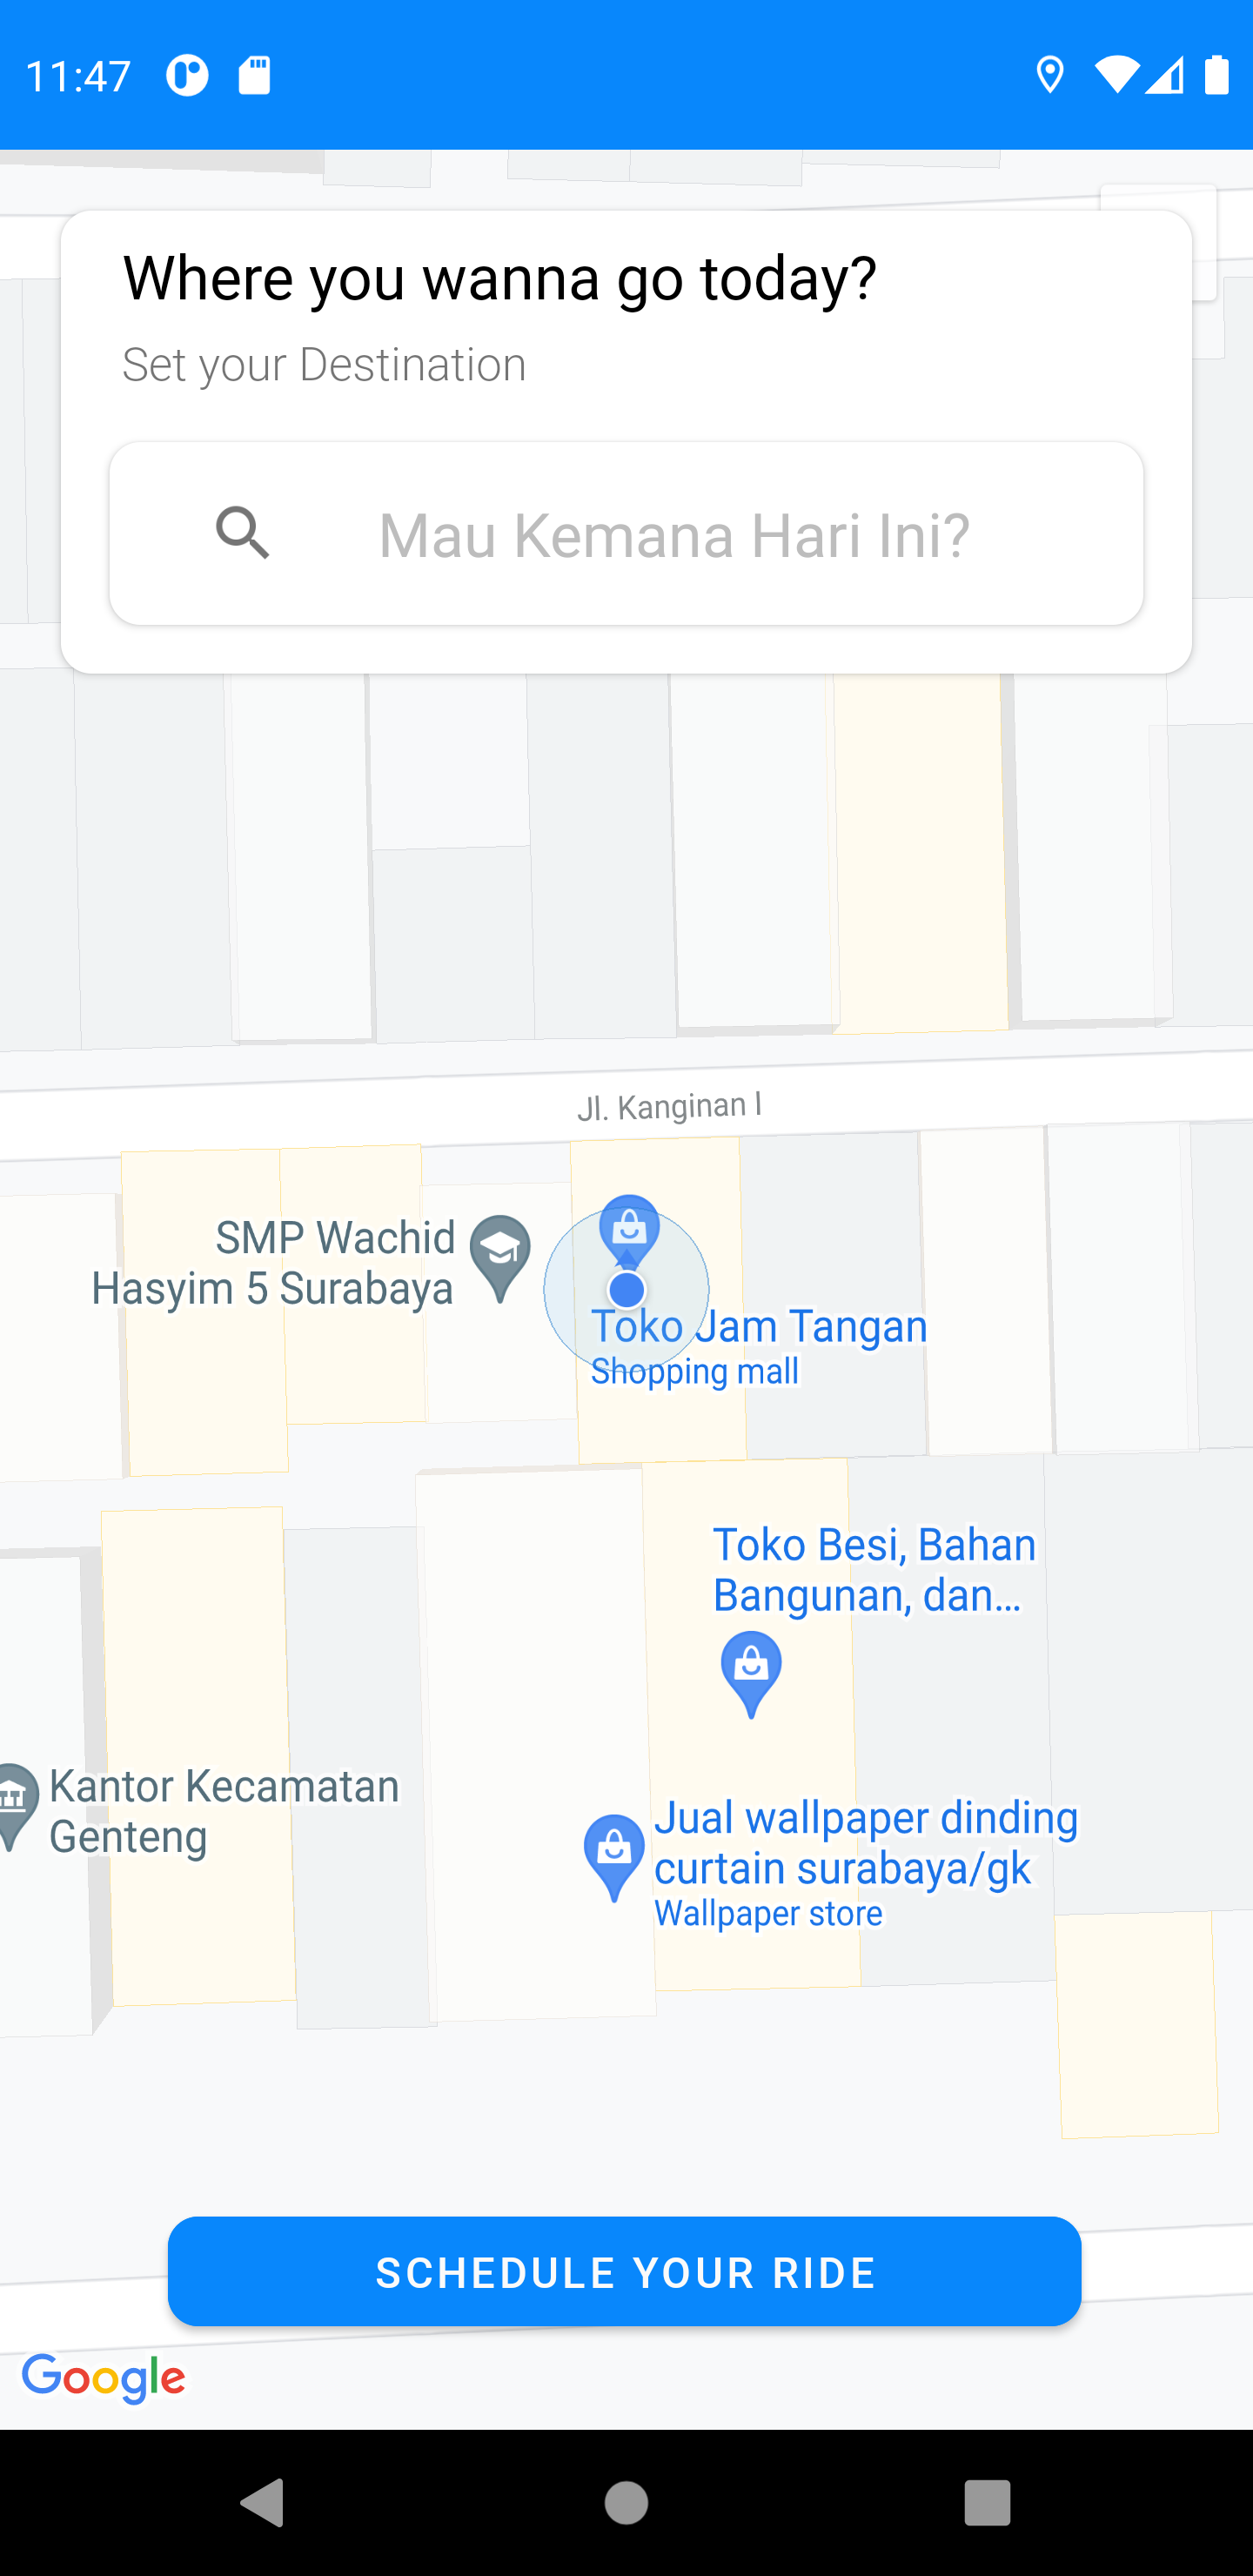 11:47
Where you wanna go today?
Set your Destination
Mau Kemana Hari Ini?
Jl. Kanginan I
SMP Wachid
Hasyim 5 Surabaya
Toko Jam Tangan
Shopping mall
Toko Besi, Bahan
Bangunan, dan...
Kantor Kecamatan
Genteng
Jual wallpaper dinding
curtain surabaya/gk
Wallpaper store
SCHEDULE YOUR RIDE
Google